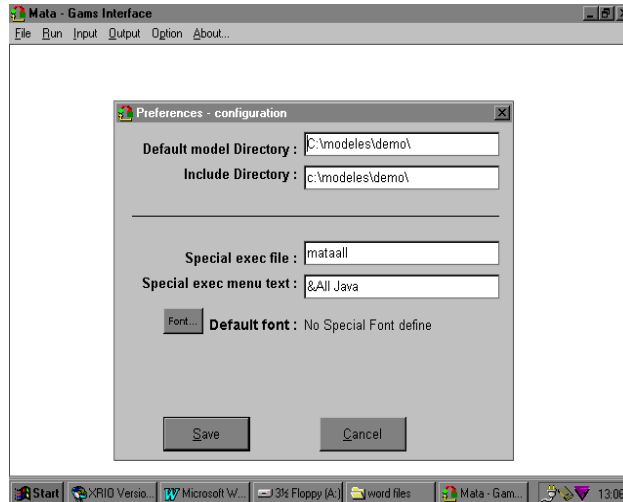 Mata - Gams Interface
File Run Input Output Option About...
Preferences - configuration
Default model Directory : C:\modeles\demo\
Include Directory : c:\modeles\demo\
Special exec file : mataall
Special exec menu text : &All Java
Font... Default font : No Special Font define
Save Cancel
Start XRIO Versio... Microsoft W... 3½ Floppy (A:) word files Mata - Gam... 13:06